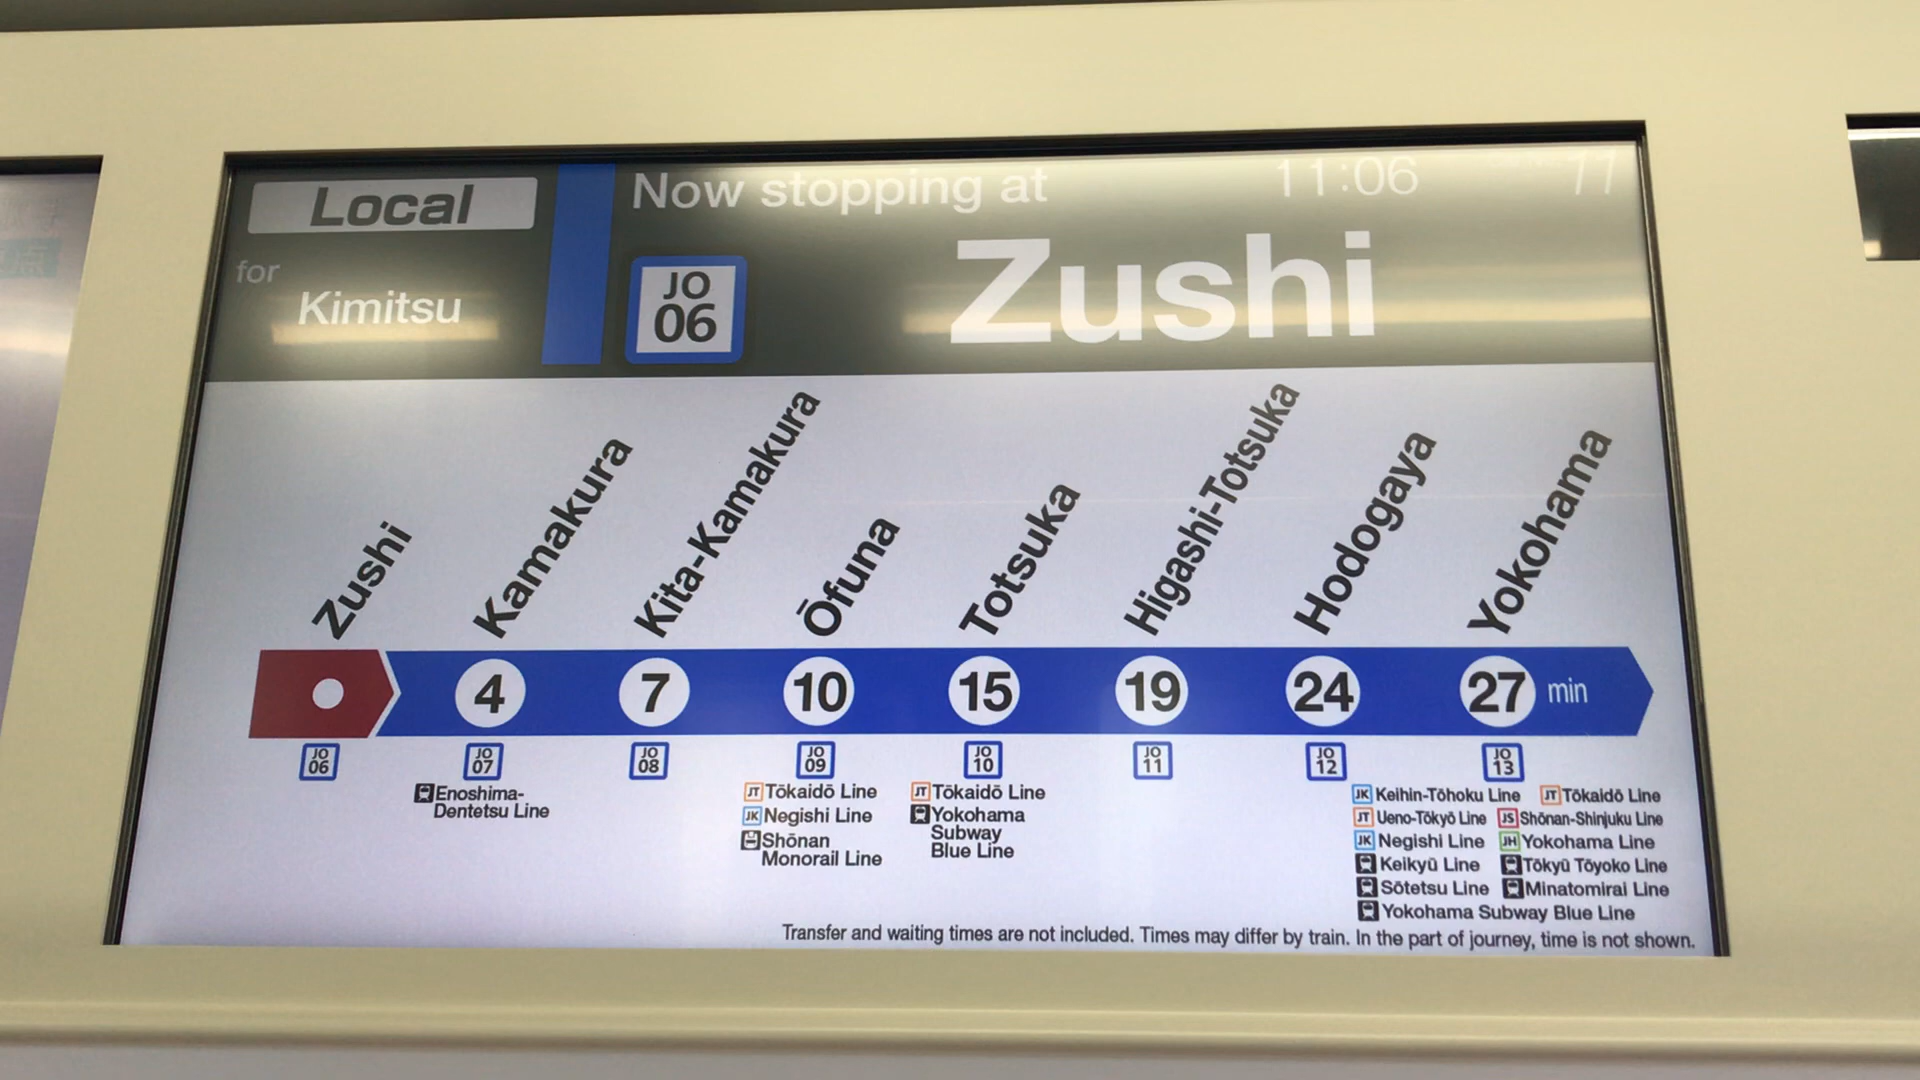 Local
for
Kimitsu
Now stopping at
11:06
11
JO
06
Zushi
Zushi
Kamakura
Kita-Kamakura
Ōfuna
Totsuka
Higashi-Totsuka
Hodogaya
Yokohama
4
7
10
15
19
24
27 min
JO
06
JO
07
JO
08
JO
09
JO
10
JO
11
JO
12
JO
13
Enoshima-
Dentetsu Line
JT Tōkaidō Line
JK Negishi Line
Shōnan
Monorail Line
JT Tōkaidō Line
Yokohama
Subway
Blue Line
JK Keihin-Tōhoku Line JT Tōkaidō Line
JT Ueno-Tōkyō Line JS Shōnan-Shinjuku Line
JK Negishi Line JH Yokohama Line
Keikyū Line Tōkyū Tōyoko Line
Sōtetsu Line Minatomirai Line
Yokohama Subway Blue Line
Transfer and waiting times are not included. Times may differ by train. In the part of journey, time is not shown.